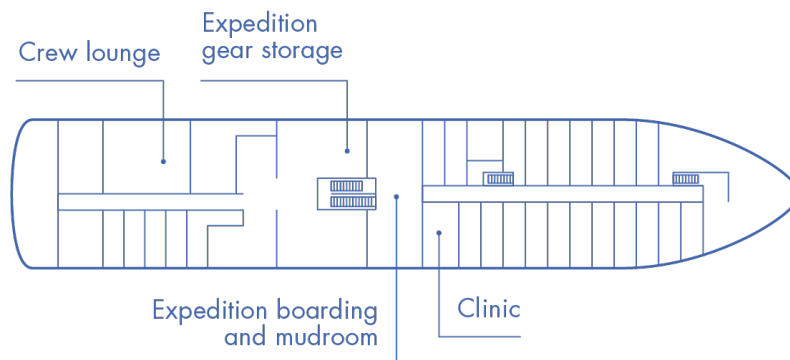 Expedition
gear storage
Crew lounge
Expedition boarding
and mudroom
Clinic